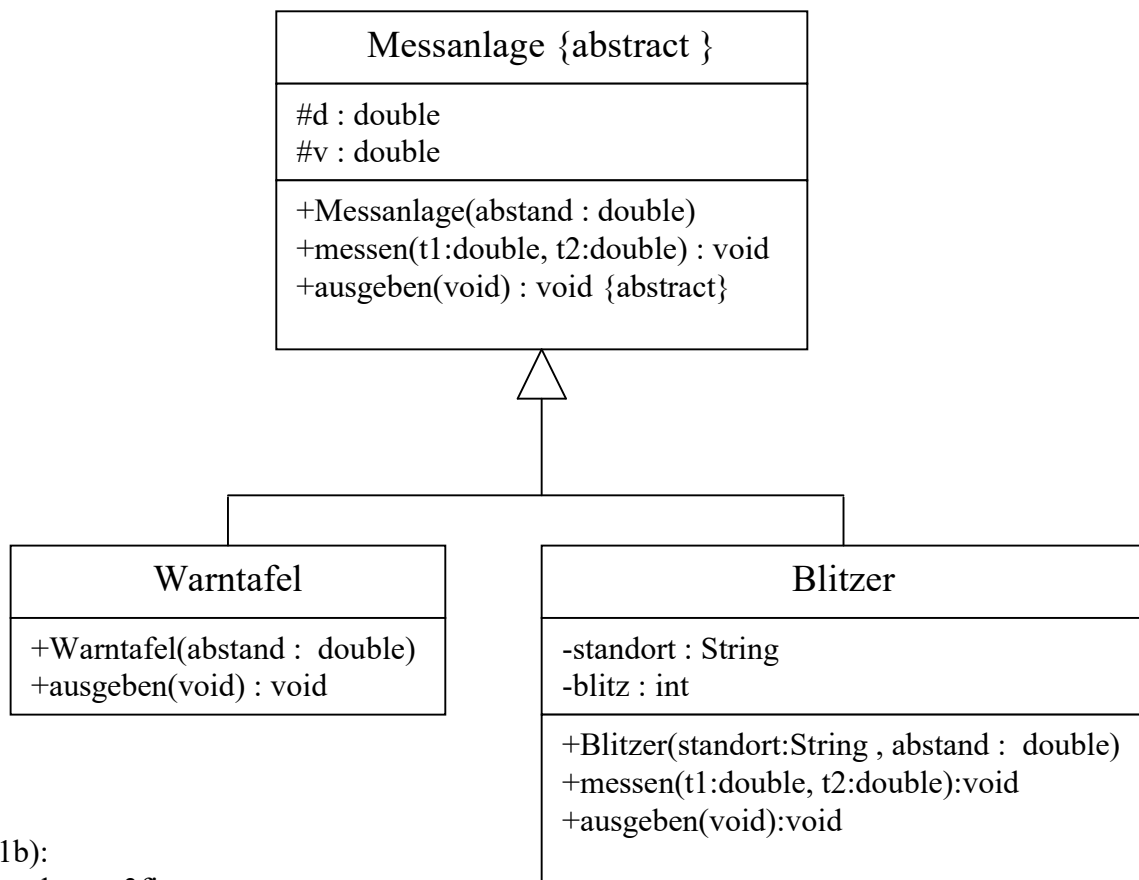 Messanlage {abstract }
#d : double
#v : double
+Messanlage(abstand : double)
+messen(t1:double, t2:double) : void
+ausgeben(void) : void {abstract}
Warntafel
+Warntafel(abstand :  double)
+ausgeben(void) : void
Blitzer
-standort : String
-blitz : int
+Blitzer(standort:String , abstand :  double)
+messen(t1:double, t2:double):void
+ausgeben(void):void
1b):